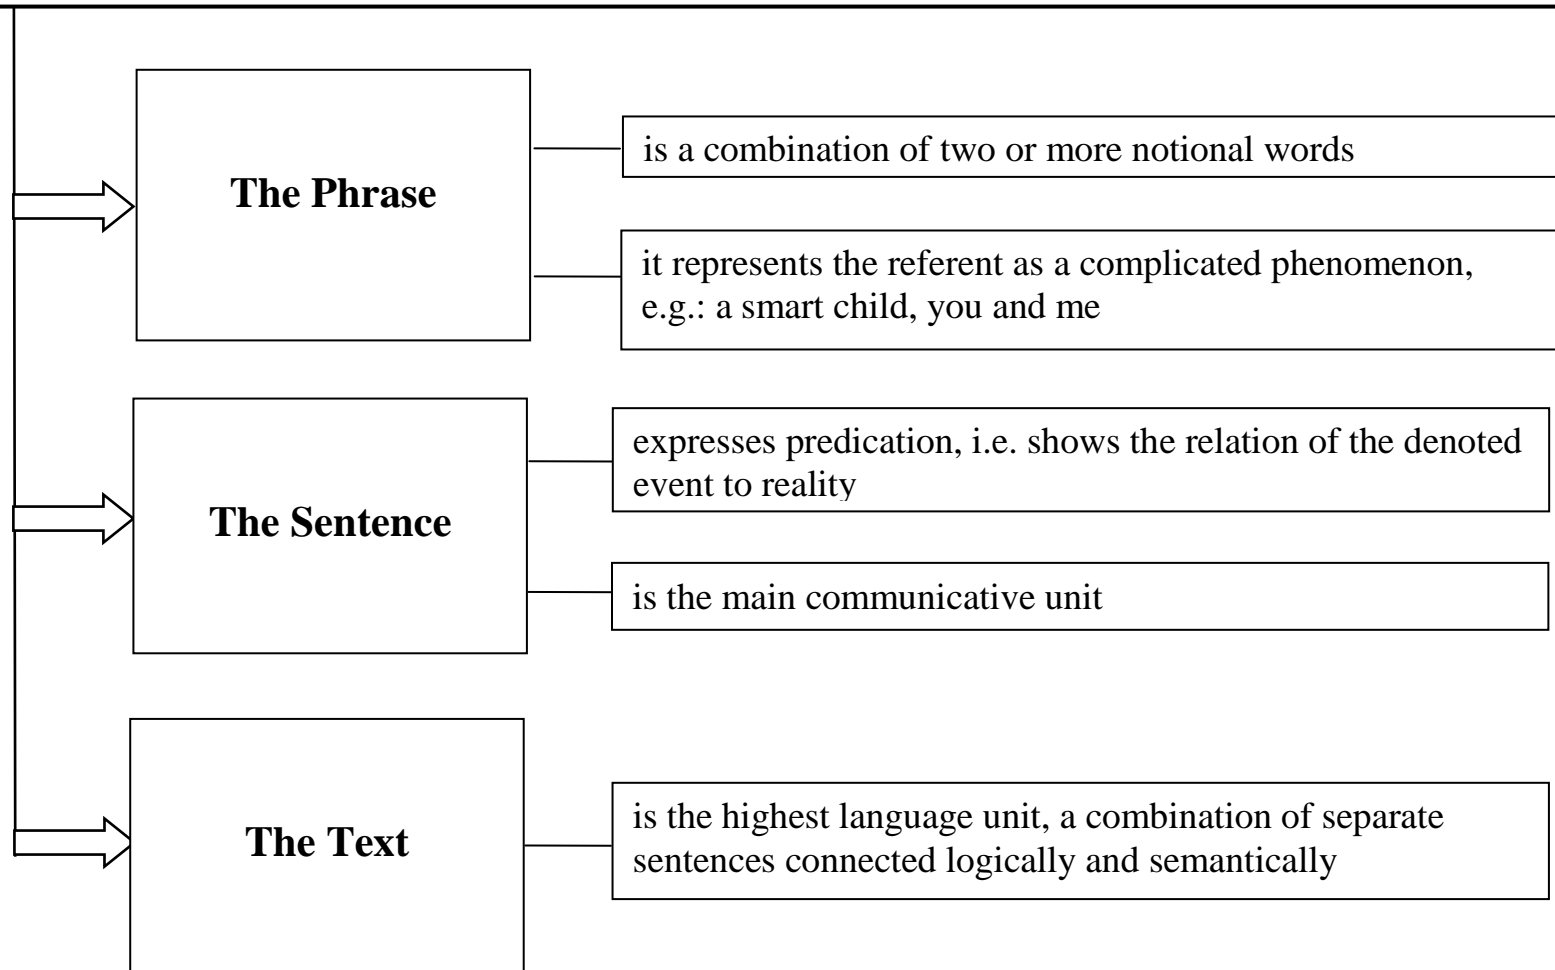 The Phrase
is a combination of two or more notional words
it represents the referent as a complicated phenomenon,
e.g.: a smart child, you and me
The Sentence
expresses predication, i.e. shows the relation of the denoted
event to reality
is the main communicative unit
The Text
is the highest language unit, a combination of separate
sentences connected logically and semantically